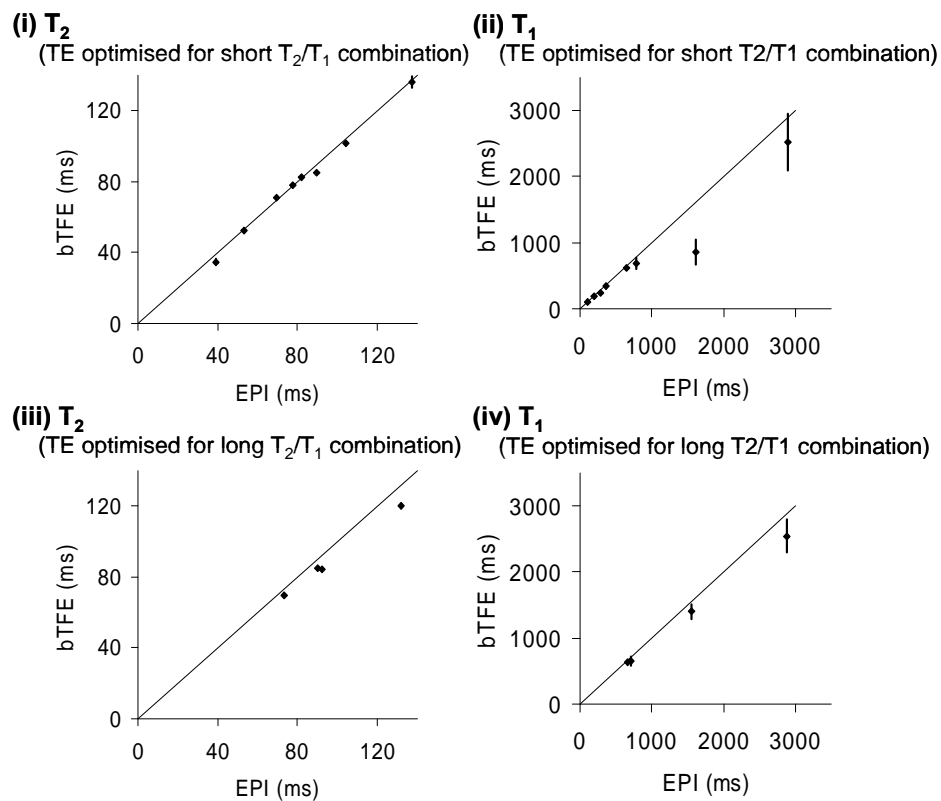 (i) T₂
(TE optimised for short T₂/T₁ combination)
120
80
40
0
bTFE (ms)
0 40 80 120
EPI (ms)
(ii) T₁
(TE optimised for short T2/T1 combination)
3000
2000
1000
0
bTFE (ms)
0 1000 2000 3000
EPI (ms)
(iii) T₂
(TE optimised for long T₂/T₁ combination)
120
80
40
0
bTFE (ms)
0 40 80 120
EPI (ms)
(iv) T₁
(TE optimised for long T2/T1 combination)
3000
2000
1000
0
bTFE (ms)
0 1000 2000 3000
EPI (ms)